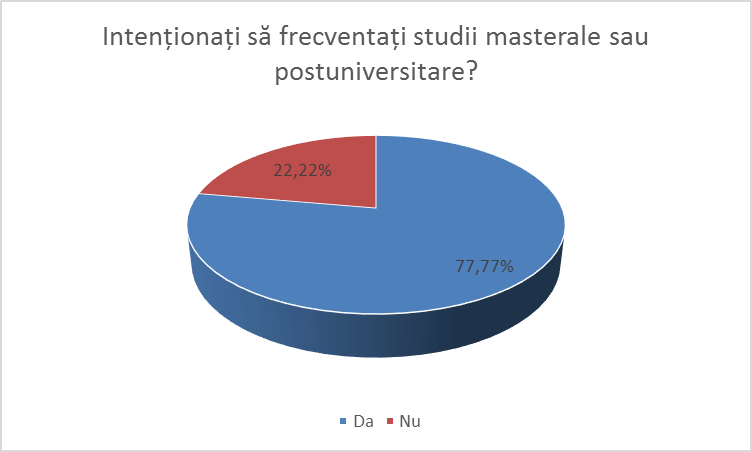 Intenționați să frecventați studii masterale sau
postuniversitare?
22,22%
77,77%
Da Nu